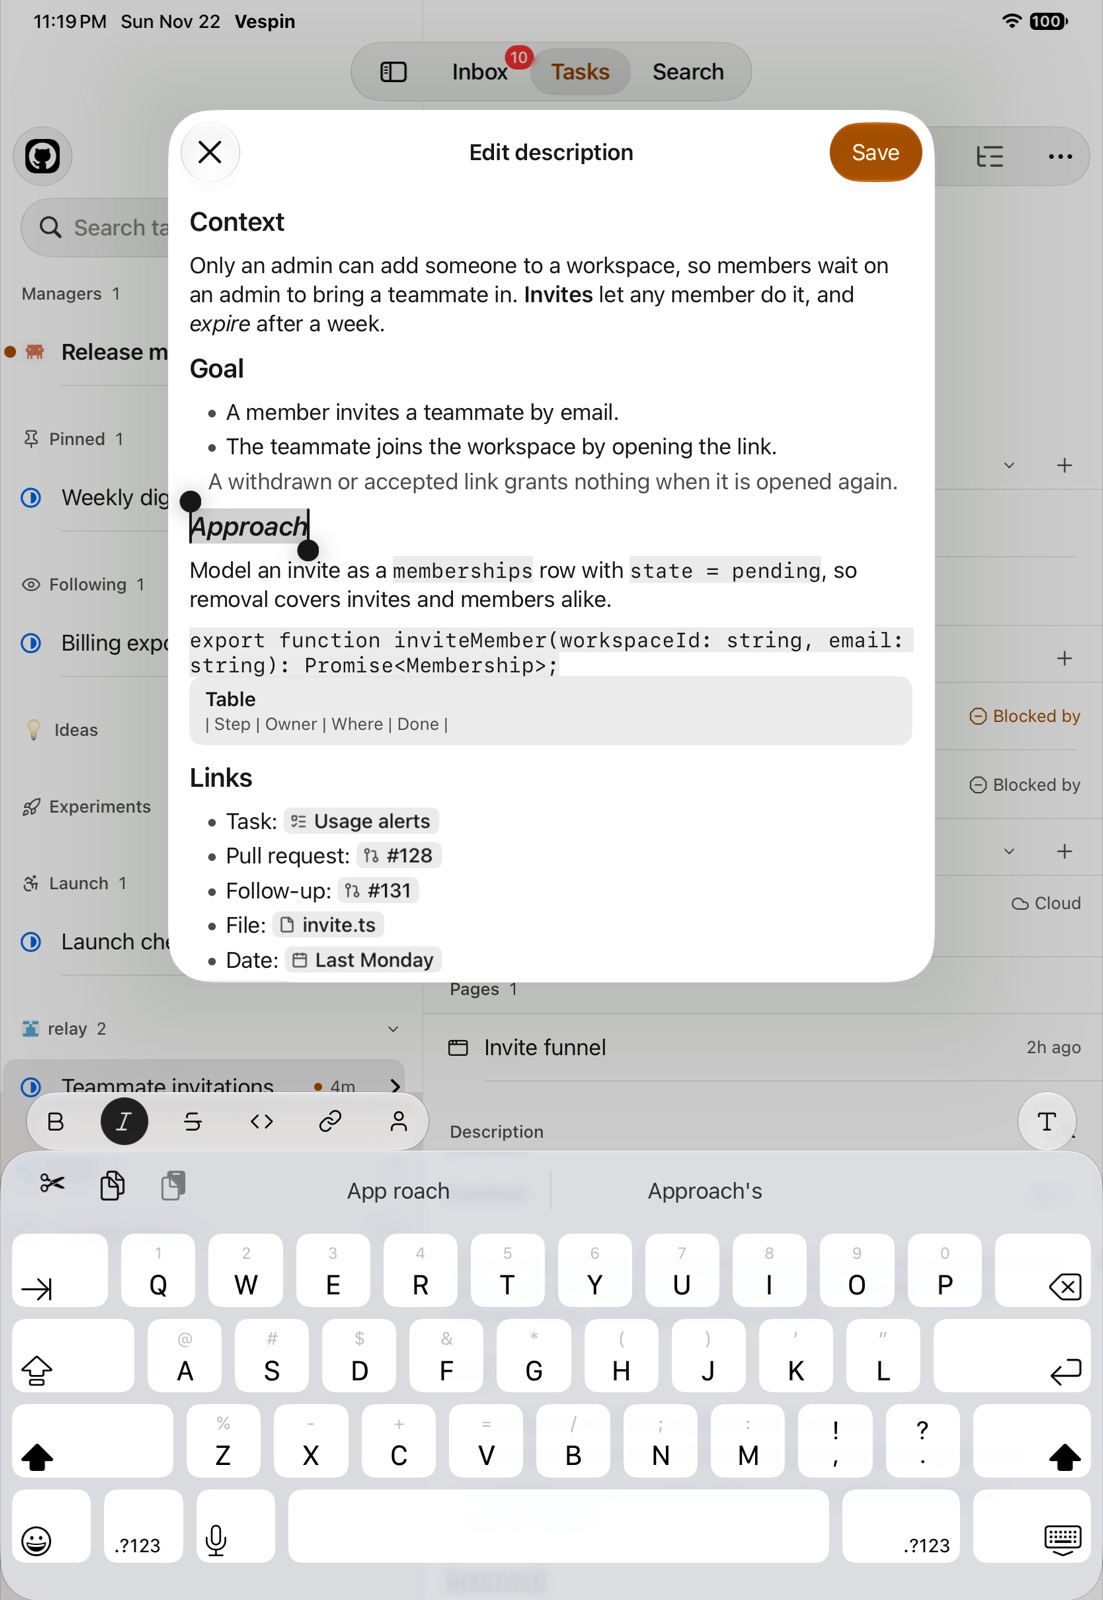 11:19 PM Sun Nov 22 Vespin
100
Inbox 10 Tasks Search
Edit description
Save
Search ta
Managers 1
Release m
Pinned 1
Weekly dig
Following 1
Billing expo
Ideas
Experiments
Launch 1
Launch che
relay 2
Teammate invitations 4m
Context
Only an admin can add someone to a workspace, so members wait on
an admin to bring a teammate in. Invites let any member do it, and
expire after a week.
Goal
• A member invites a teammate by email.
• The teammate joins the workspace by opening the link.
A withdrawn or accepted link grants nothing when it is opened again.
Approach
Model an invite as a memberships row with state = pending, so
removal covers invites and members alike.
export function inviteMember(workspaceId: string, email:
string): Promise<Membership>;
Table
| Step | Owner | Where | Done |
Links
• Task: Usage alerts
• Pull request: #128
• Follow-up: #131
• File: invite.ts
• Date: Last Monday
Blocked by
Blocked by
Cloud
Pages 1
Invite funnel 2h ago
Description
B I S <> T
App roach Approach's
1 2 3 4 5 6 7 8 9 0
Q W E R T Y U I O P
@ # $ & * ( ) ' "
A S D F G H J K L
% - + = / ; : ! ?
Z X C V B N M , .
.?123 .?123